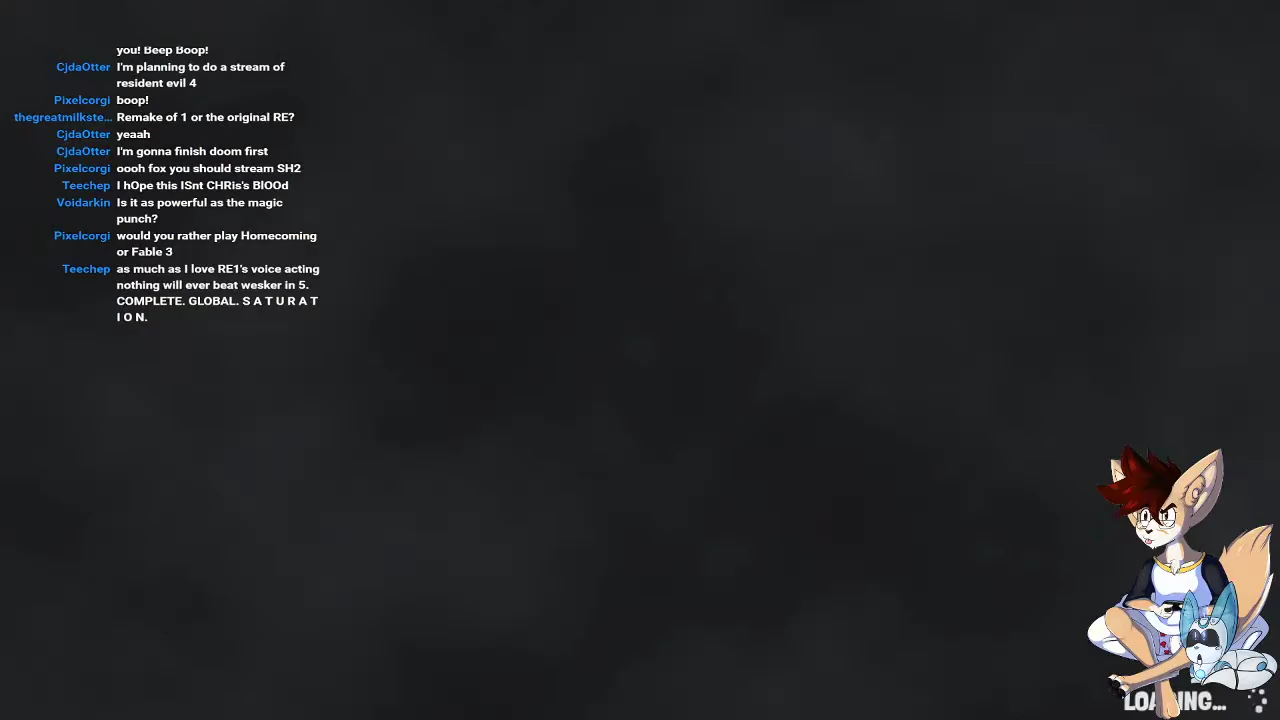 you! Beep Boop!
CjdaOtter I'm planning to do a stream of
resident evil 4
Pixelcorgi boop!
thegreatmilkste... Remake of 1 or the original RE?
CjdaOtter yeaah
CjdaOtter I'm gonna finish doom first
Pixelcorgi oooh fox you should stream SH2
Teechep I hOpe this ISnt CHRis's BlOOd
Voidarkin Is it as powerful as the magic
punch?
Pixelcorgi would you rather play Homecoming
or Fable 3
Teechep as much as I love RE1's voice acting
nothing will ever beat wesker in 5.
COMPLETE. GLOBAL. S A T U R A T
I O N.